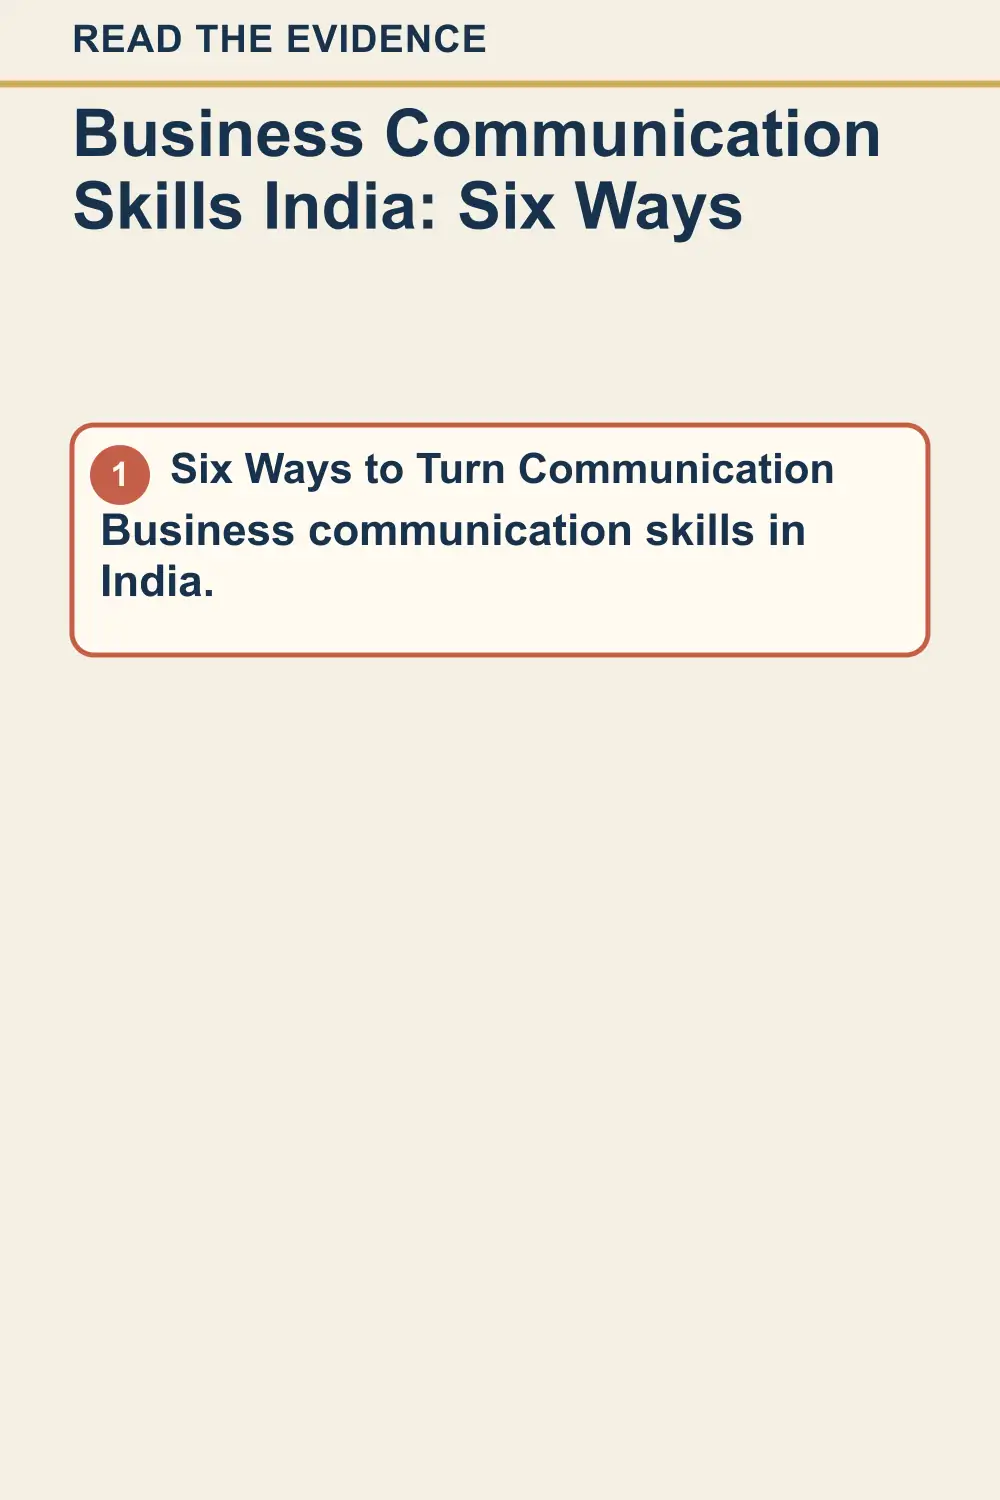 READ THE EVIDENCE
Business Communication
Skills India: Six Ways
1 Six Ways to Turn Communication
Business communication skills in
India.